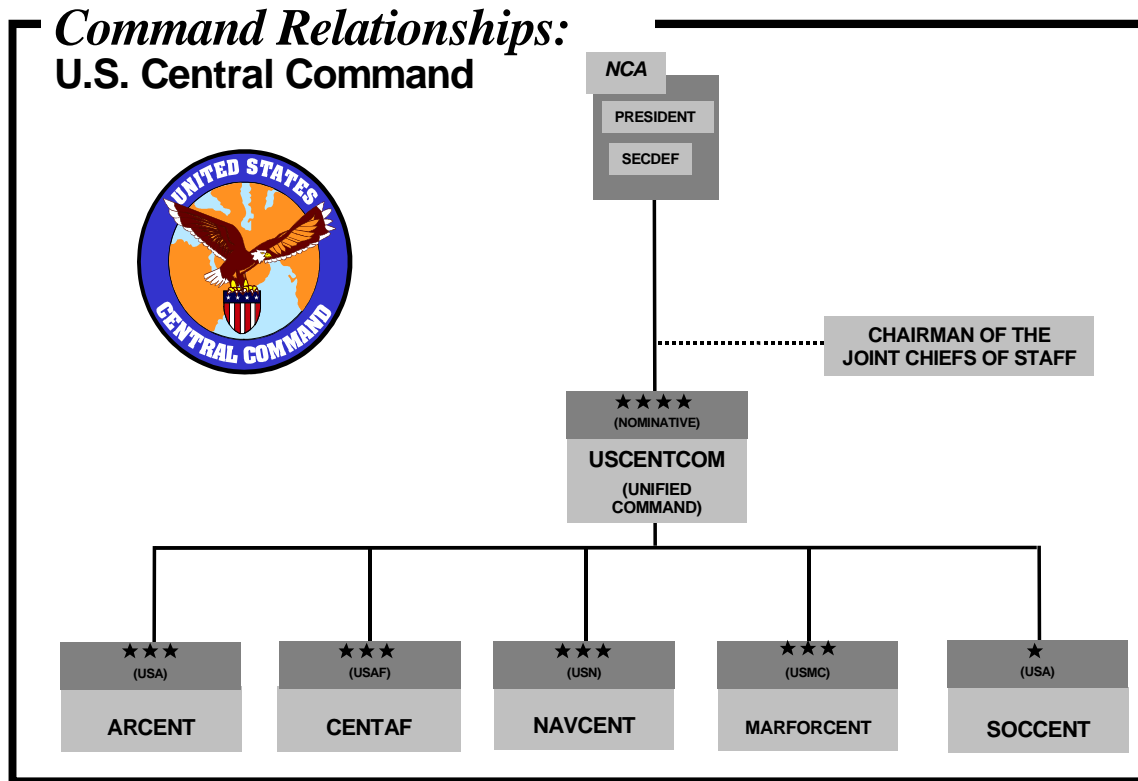 Command Relationships:
U.S. Central Command
NCA
PRESIDENT
SECDEF
UNITED STATES
CENTRAL COMMAND
CHAIRMAN OF THE
JOINT CHIEFS OF STAFF
★★★★
(NOMINATIVE)
USCENTCOM
(UNIFIED
COMMAND)
★★★
(USA)
ARCENT
★★★
(USAF)
CENTAF
★★★
(USN)
NAVCENT
★★★
(USMC)
MARFORCENT
★
(USA)
SOCCENT